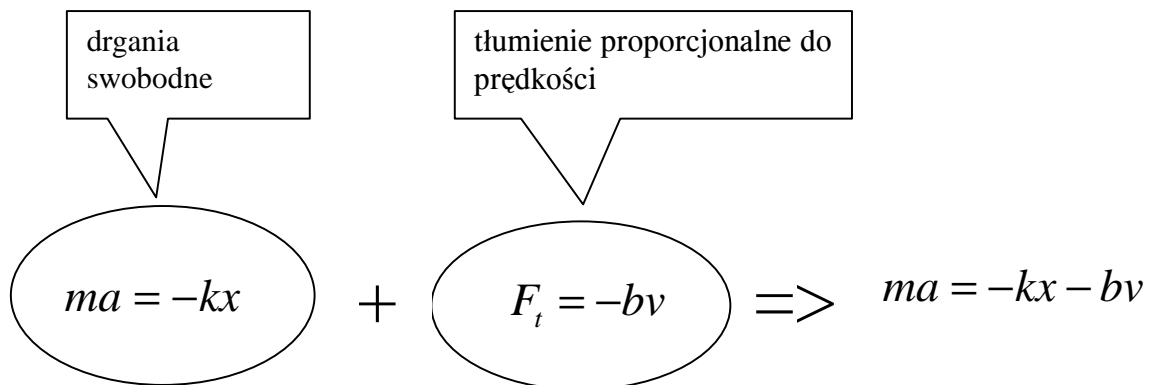 drgania
swobodne
tłumienie proporcjonalne do
prędkości
ma = −kx + F_t = −bv => ma = −kx − bv